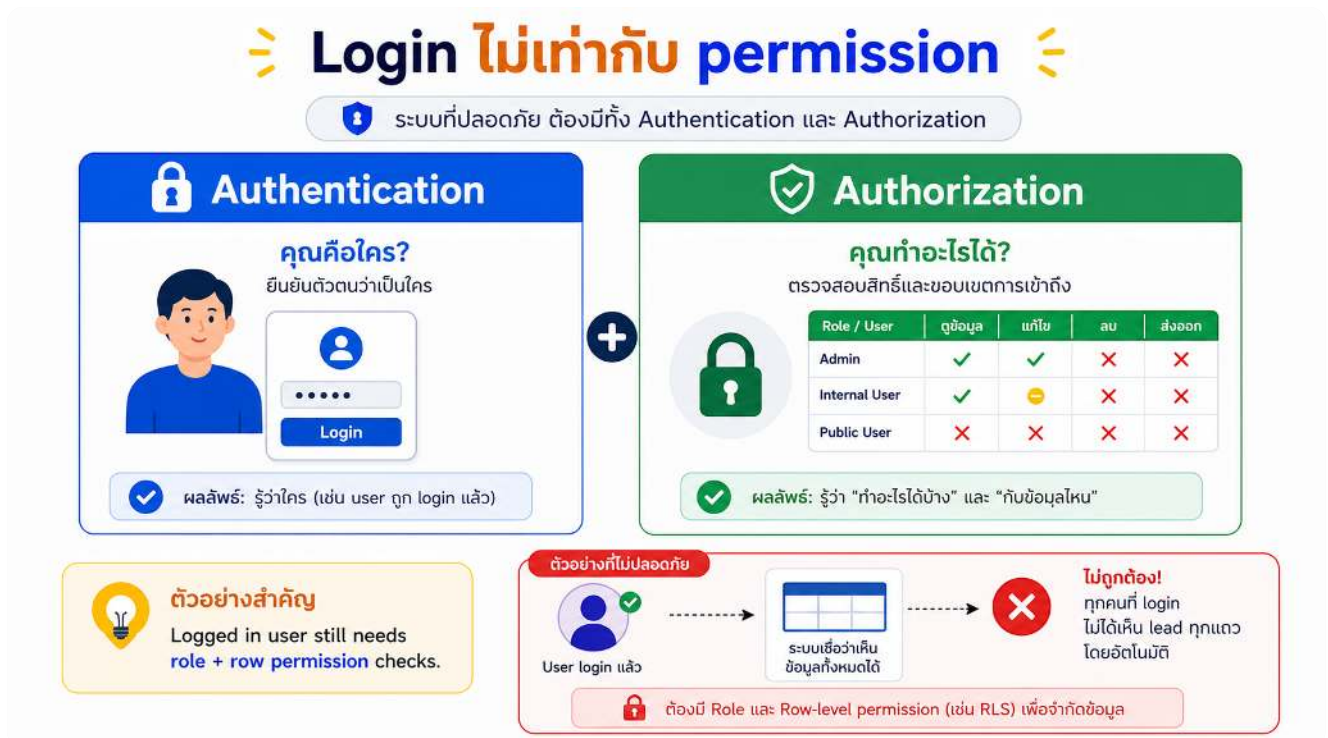 Login ไม่เท่ากับ permission
ระบบที่ปลอดภัย ต้องมีทั้ง Authentication และ Authorization
Authentication
คุณคือใคร?
ยืนยันตัวตนว่าเป็นใคร
Login
ผลลัพธ์: รู้ว่าใคร (เช่น user ถูก login แล้ว)
Authorization
คุณทำอะไรได้?
ตรวจสอบสิทธิ์และขอบเขตการเข้าถึง
Role / User ดูข้อมูล แก้ไข ลบ ส่งออก
Admin
Internal User
Public User
ผลลัพธ์: รู้ว่า "ทำอะไรได้บ้าง" และ "กับข้อมูลไหน"
ตัวอย่างสำคัญ
Logged in user still needs
role + row permission checks.
ตัวอย่างที่ไม่ปลอดภัย
User login แล้ว
ระบบเชื่อว่าเห็น
ข้อมูลทั้งหมดได้
ไม่ถูกต้อง!
ทุกคนที่ login
ไม่ได้เห็น lead ทุกแถว
โดยอัตโนมัติ
ต้องมี Role และ Row-level permission (เช่น RLS) เพื่อจำกัดข้อมูล